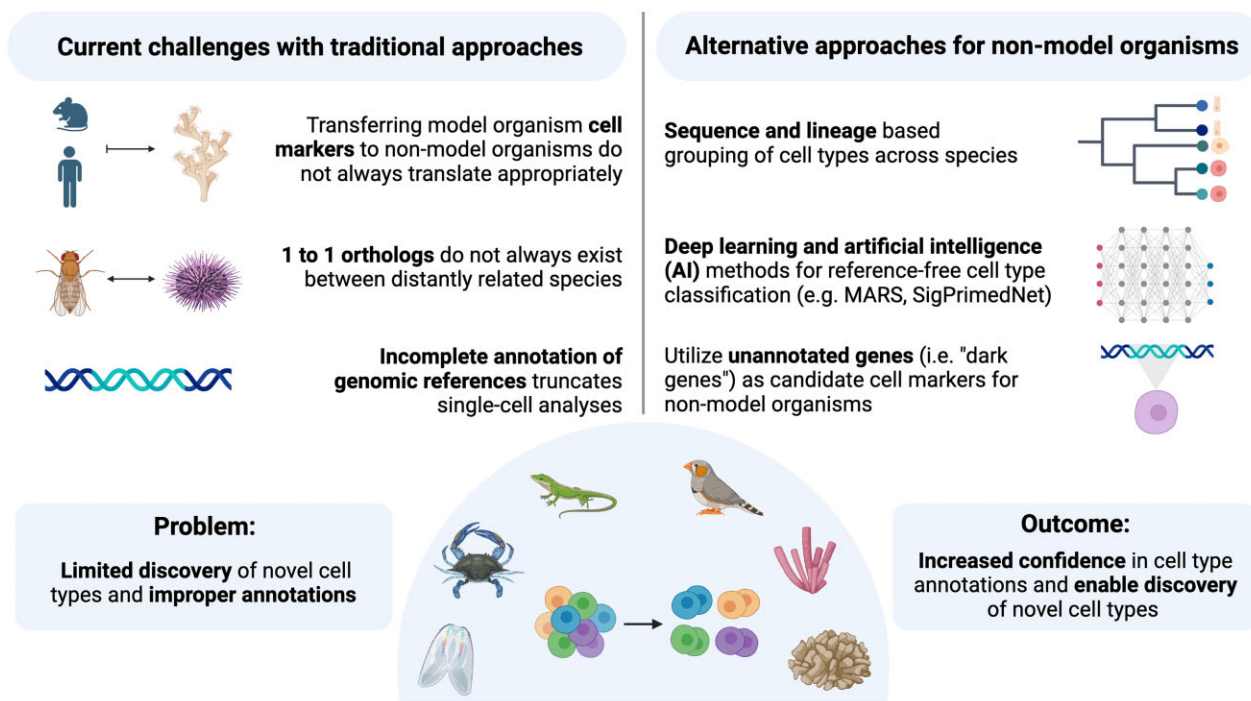 Current challenges with traditional approaches
Transferring model organism cell
markers to non-model organisms do
not always translate appropriately
1 to 1 orthologs do not always exist
between distantly related species
Incomplete annotation of
genomic references truncates
single-cell analyses
Alternative approaches for non-model organisms
Sequence and lineage based
grouping of cell types across species
Deep learning and artificial intelligence
(AI) methods for reference-free cell type
classification (e.g. MARS, SigPrimedNet)
Utilize unannotated genes (i.e. "dark
genes") as candidate cell markers for
non-model organisms
Problem:
Limited discovery of novel cell
types and improper annotations
Outcome:
Increased confidence in cell type
annotations and enable discovery
of novel cell types